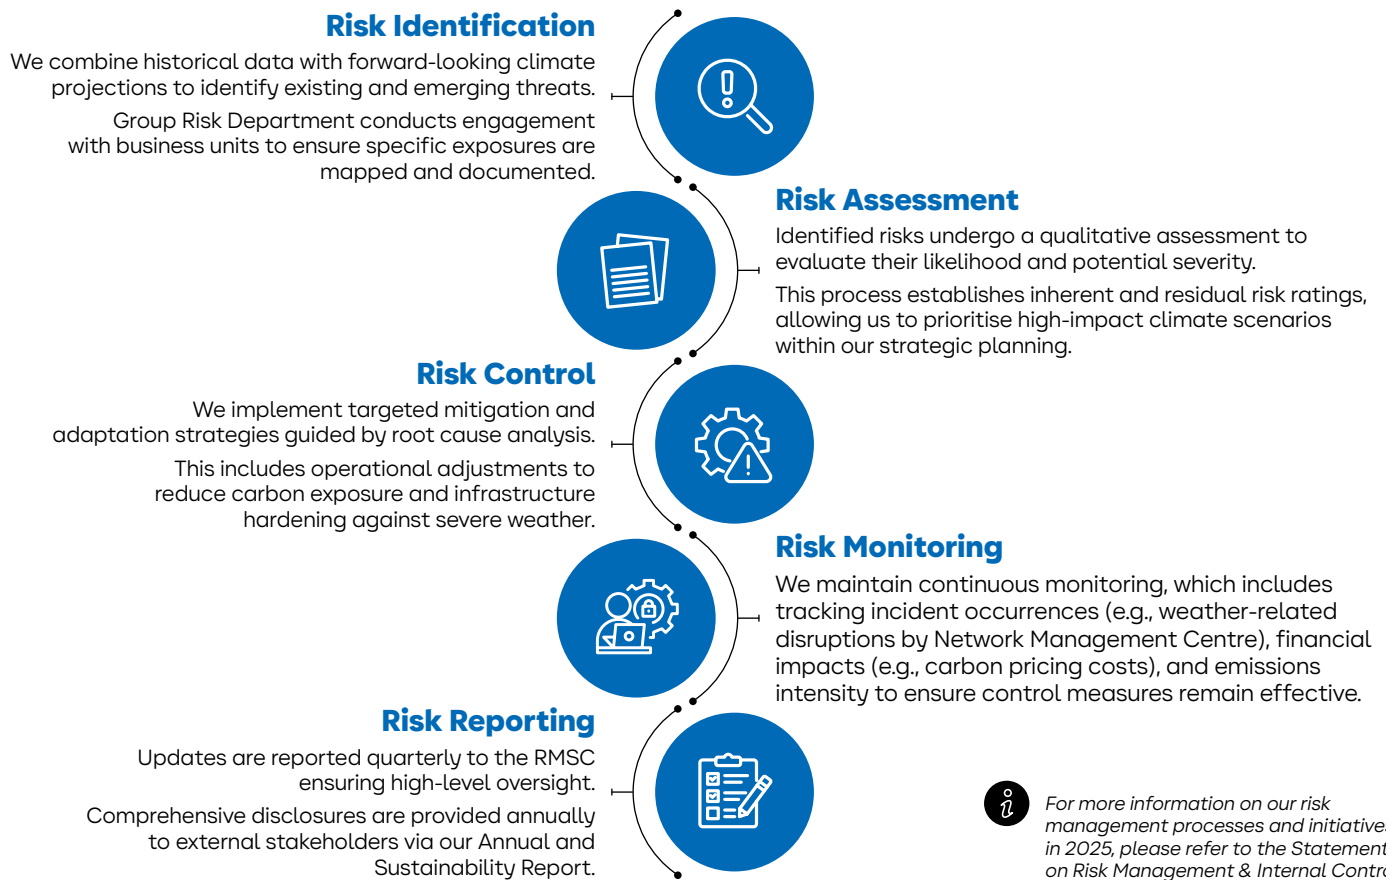 Risk Identification
We combine historical data with forward-looking climate
projections to identify existing and emerging threats.
Group Risk Department conducts engagement
with business units to ensure specific exposures are
mapped and documented.
Risk Assessment
Identified risks undergo a qualitative assessment to
evaluate their likelihood and potential severity.
This process establishes inherent and residual risk ratings,
allowing us to prioritise high-impact climate scenarios
within our strategic planning.
Risk Control
We implement targeted mitigation and
adaptation strategies guided by root cause analysis.
This includes operational adjustments to
reduce carbon exposure and infrastructure
hardening against severe weather.
Risk Monitoring
We maintain continuous monitoring, which includes
tracking incident occurrences (e.g., weather-related
disruptions by Network Management Centre), financial
impacts (e.g., carbon pricing costs), and emissions
intensity to ensure control measures remain effective.
Risk Reporting
Updates are reported quarterly to the RMSC
ensuring high-level oversight.
Comprehensive disclosures are provided annually
to external stakeholders via our Annual and
Sustainability Report.
For more information on our risk
management processes and initiatives
in 2025, please refer to the Statement
on Risk Management & Internal